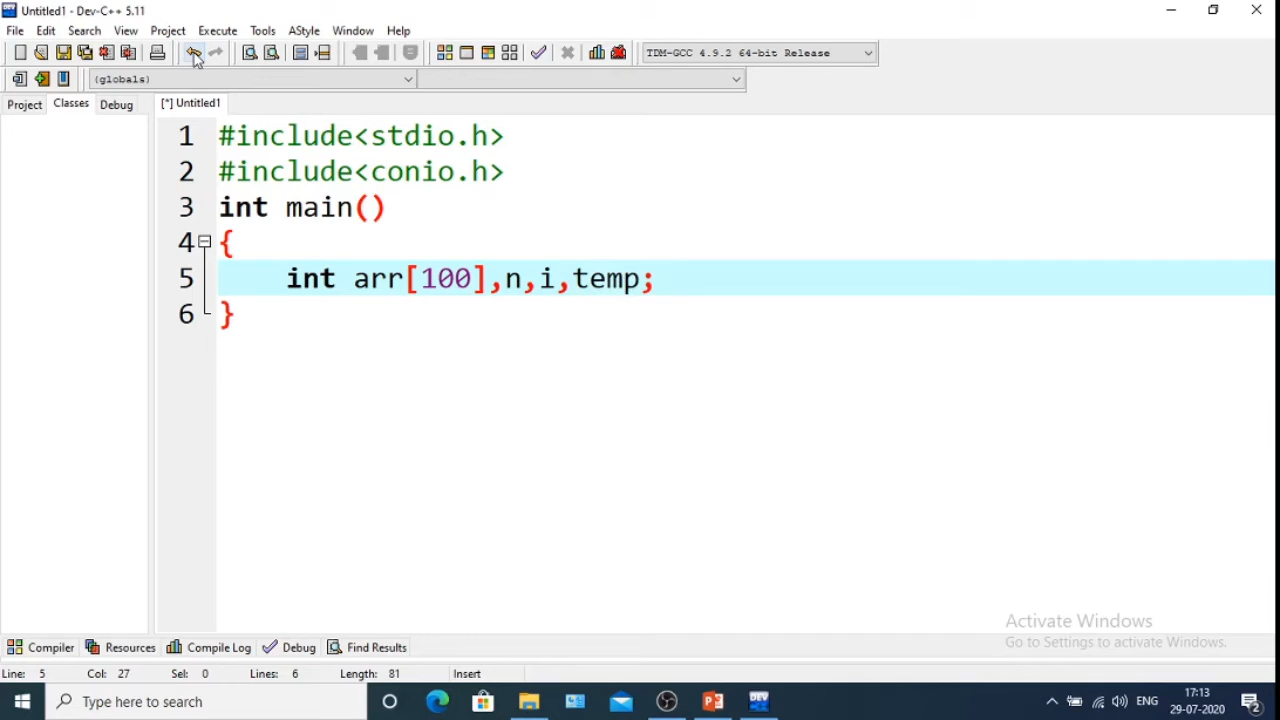 Untitled1 - Dev-C++ 5.11
File Edit Search View Project Execute Tools AStyle Window Help
TDM-GCC 4.9.2 64-bit Release
(globals)
Project Classes Debug [*] Untitled1
1 #include<stdio.h>
2 #include<conio.h>
3 int main()
4 {
5 int arr[100],n,i,temp;
6 }
Activate Windows
Go to Settings to activate Windows.
Compiler Resources Compile Log Debug Find Results
Line: 5 Col: 27 Sel: 0 Lines: 6 Length: 81 Insert
Type here to search
ENG
17:13
29-07-2020
2